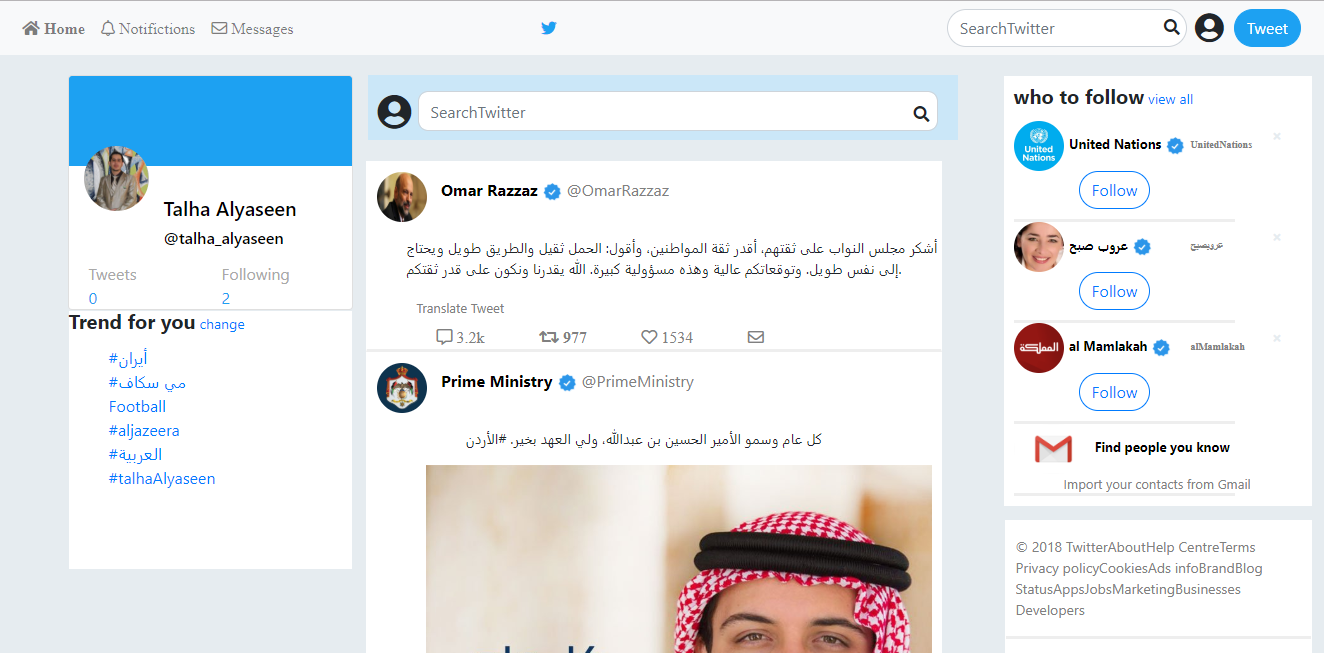 Home Notifictions Messages SearchTwitter Tweet
Talha Alyaseen
@talha_alyaseen
Tweets Following
0 2
Trend for you change
#أيران
#مي سكاف
Football
#aljazeera
#العربية
#talhaAlyaseen
SearchTwitter
Omar Razzaz @OmarRazzaz
أشكر مجلس النواب على ثقتهم، أقدر ثقة المواطنين، وأقول: الحمل ثقيل والطريق طويل ويحتاج
إلى نفس طويل. وتوقعاتكم عالية وهذه مسؤولية كبيرة. الله يقدرنا ونكون على قدر ثقتكم.
Translate Tweet
3.2k 977 1534
Prime Ministry @PrimeMinistry
كل عام وسمو الأمير الحسين بن عبدالله، ولي العهد بخير. #الأردن
who to follow view all
United Nations
United Nations UnitedNations ×
Follow
عروب صبح عروبصبح ×
Follow
المملكة
al Mamlakah alMamlakah ×
Follow
Find people you know
Import your contacts from Gmail
© 2018 TwitterAboutHelp CentreTerms
Privacy policyCookiesAds infoBrandBlog
StatusAppsJobsMarketingBusinesses
Developers